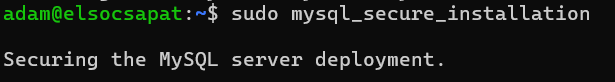 adam@elsocsapat:~$ sudo mysql_secure_installation
Securing the MySQL server deployment.